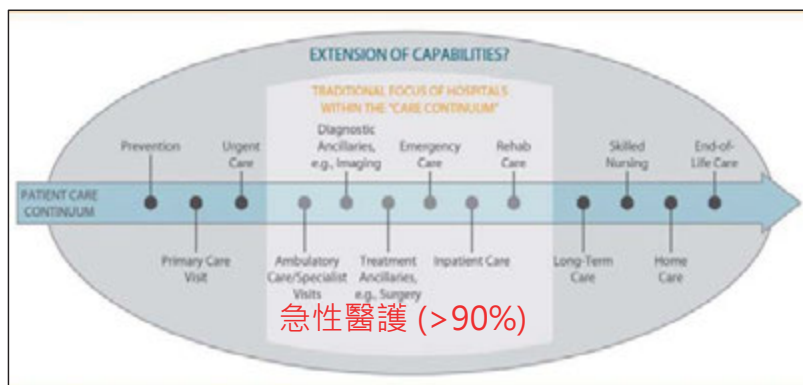 EXTENSION OF CAPABILITIES?
TRADITIONAL FOCUS OF HOSPITALS
WITHIN THE "CARE CONTINUUM"
Prevention
Urgent
Care
Diagnostic
Ancillaries,
e.g., Imaging
Emergency
Care
Rehab
Care
Skilled
Nursing
End-of-
Life Care
PATIENT CARE
CONTINUUM
Primary Care
Visit
Ambulatory
Care/Specialist
Visits
Treatment
Ancillaries,
e.g., Surgery
Inpatient Care
Long-Term
Care
Home
Care
急性醫護 (>90%)